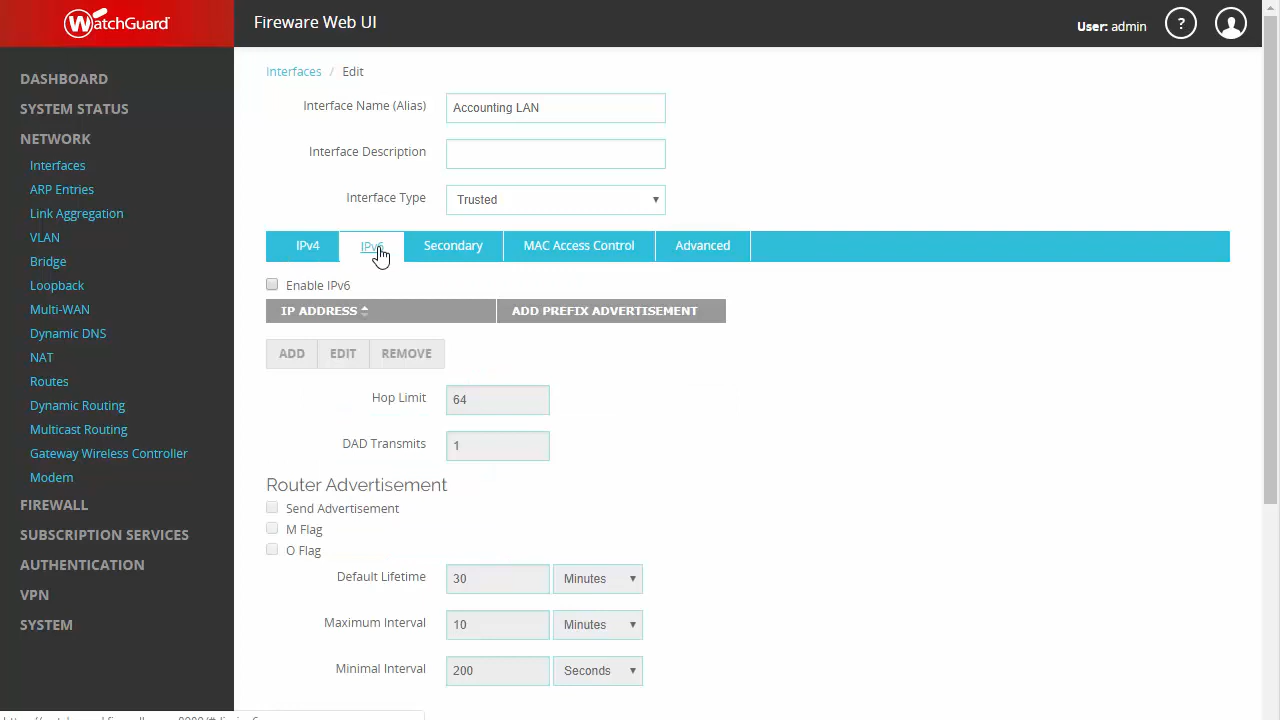 WatchGuard
Fireware Web UI
User: admin
?
DASHBOARD
SYSTEM STATUS
NETWORK
Interfaces
ARP Entries
Link Aggregation
VLAN
Bridge
Loopback
Multi-WAN
Dynamic DNS
NAT
Routes
Dynamic Routing
Multicast Routing
Gateway Wireless Controller
Modem
FIREWALL
SUBSCRIPTION SERVICES
AUTHENTICATION
VPN
SYSTEM
Interfaces / Edit
Interface Name (Alias) Accounting LAN
Interface Description
Interface Type Trusted
IPv4 IPv6 Secondary MAC Access Control Advanced
Enable IPv6
IP ADDRESS ADD PREFIX ADVERTISEMENT
ADD EDIT REMOVE
Hop Limit 64
DAD Transmits 1
Router Advertisement
Send Advertisement
M Flag
O Flag
Default Lifetime 30 Minutes
Maximum Interval 10 Minutes
Minimal Interval 200 Seconds